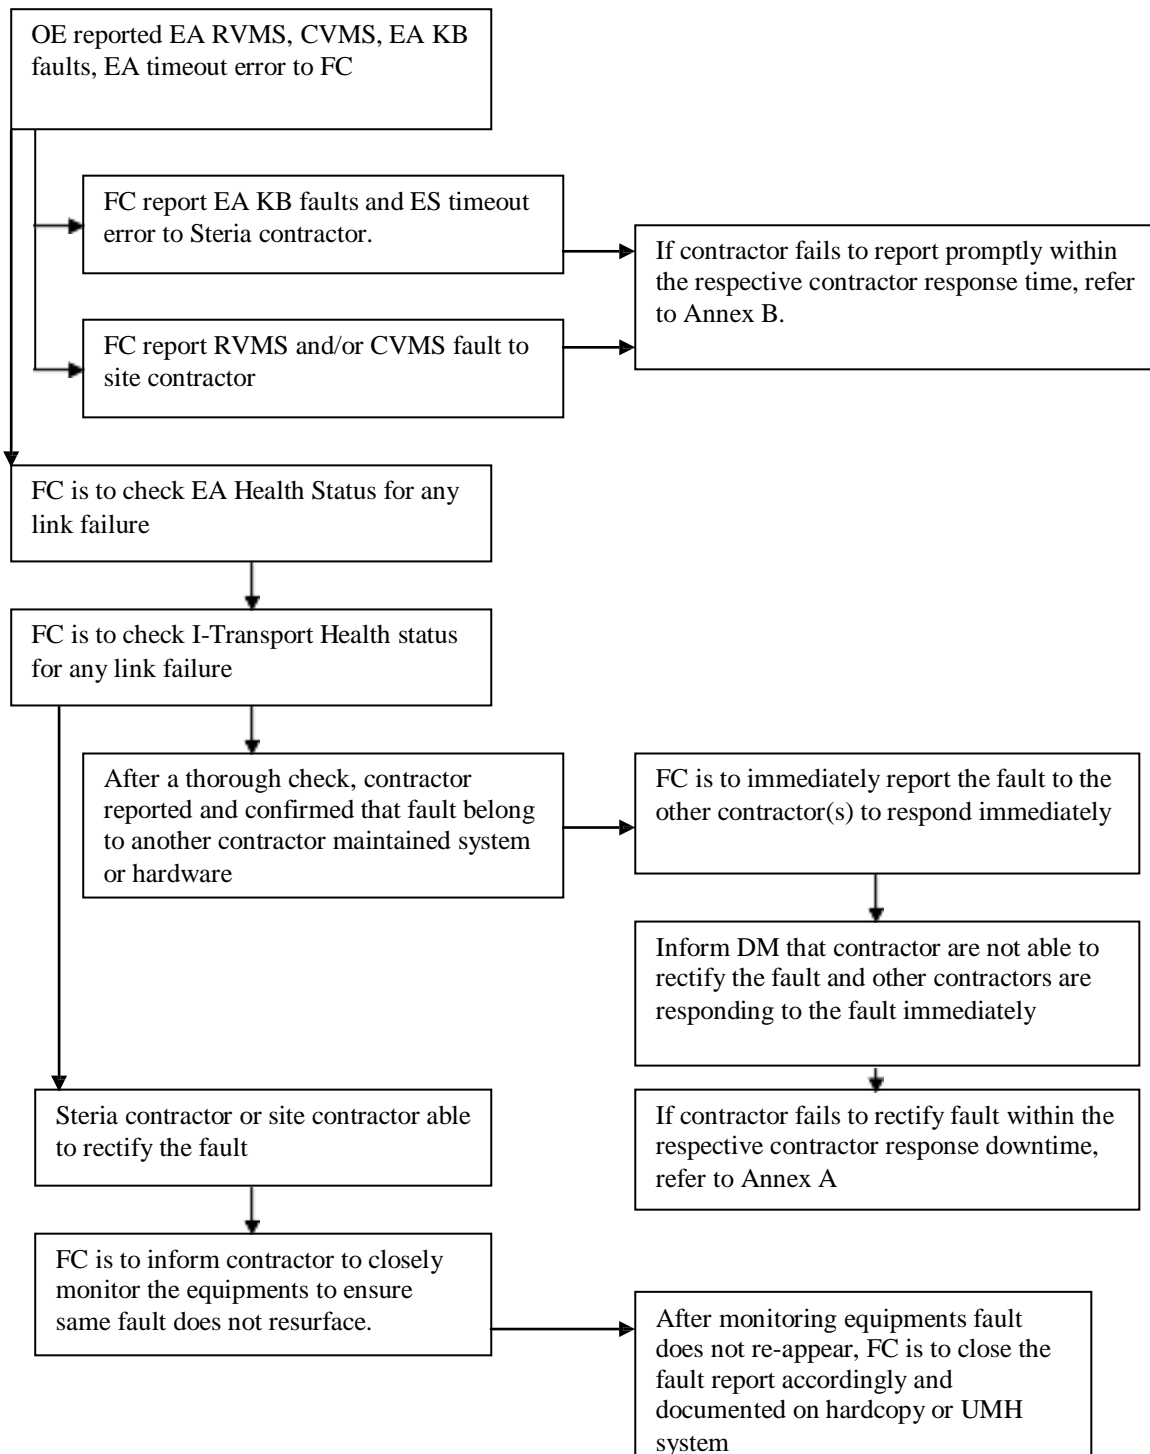 OE reported EA RVMS, CVMS, EA KB
faults, EA timeout error to FC
FC report EA KB faults and ES timeout
error to Steria contractor.
If contractor fails to report promptly within
the respective contractor response time, refer
to Annex B.
FC report RVMS and/or CVMS fault to
site contractor
FC is to check EA Health Status for any
link failure
FC is to check I-Transport Health status
for any link failure
After a thorough check, contractor
reported and confirmed that fault belong
to another contractor maintained system
or hardware
FC is to immediately report the fault to the
other contractor(s) to respond immediately
Inform DM that contractor are not able to
rectify the fault and other contractors are
responding to the fault immediately
Steria contractor or site contractor able
to rectify the fault
If contractor fails to rectify fault within the
respective contractor response downtime,
refer to Annex A
FC is to inform contractor to closely
monitor the equipments to ensure
same fault does not resurface.
After monitoring equipments fault
does not re-appear, FC is to close the
fault report accordingly and
documented on hardcopy or UMH
system